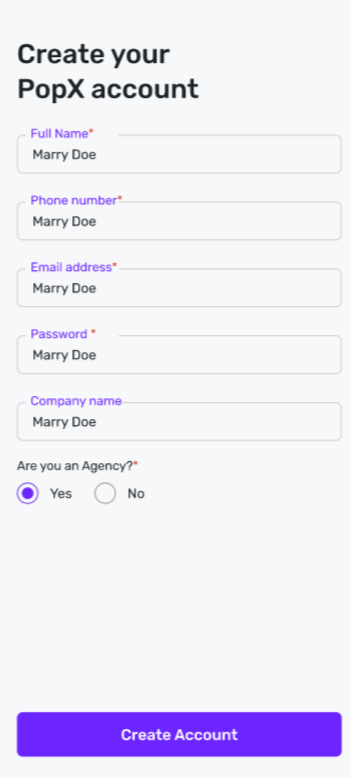 Create your
PopX account
Full Name*
Marry Doe
Phone number*
Marry Doe
Email address*
Marry Doe
Password *
Marry Doe
Company name
Marry Doe
Are you an Agency?*
Yes No
Create Account